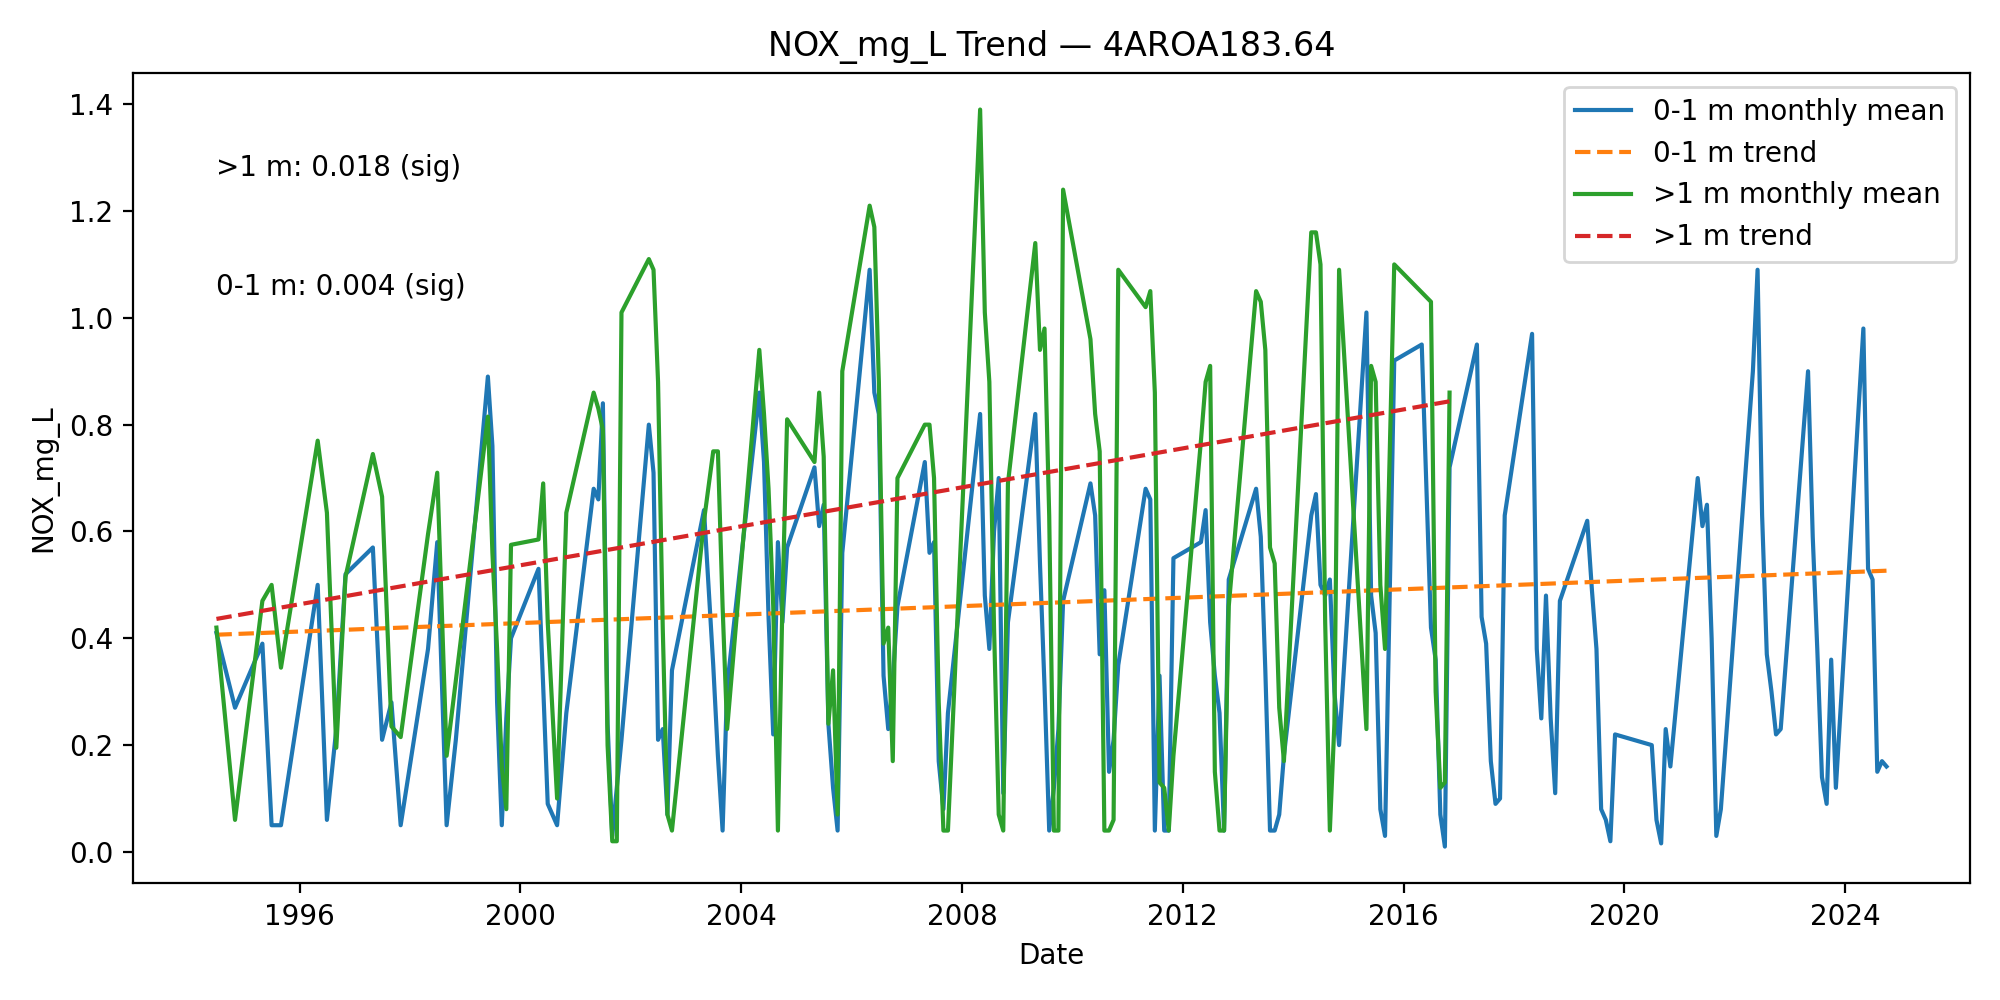 NOX_mg_L Trend — 4AROA183.64
1.4
1.2
1.0
0.8
0.6
0.4
0.2
0.0
NOX_mg_L
>1 m: 0.018 (sig)
0-1 m: 0.004 (sig)
0-1 m monthly mean
0-1 m trend
>1 m monthly mean
>1 m trend
1996 2000 2004 2008 2012 2016 2020 2024
Date